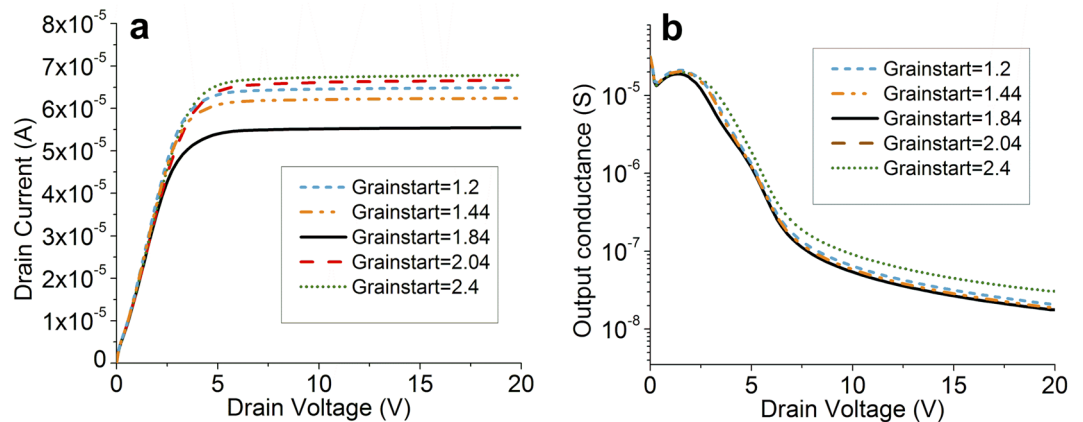 a
8x10-5
7x10-5
6x10-5
5x10-5
4x10-5
3x10-5
2x10-5
1x10-5
0
Drain Current (A)
Grainstart=1.2
Grainstart=1.44
Grainstart=1.84
Grainstart=2.04
Grainstart=2.4
0 5 10 15 20
Drain Voltage (V)
b
10-5
10-6
10-7
10-8
Output conductance (S)
Grainstart=1.2
Grainstart=1.44
Grainstart=1.84
Grainstart=2.04
Grainstart=2.4
0 5 10 15 20
Drain Voltage (V)